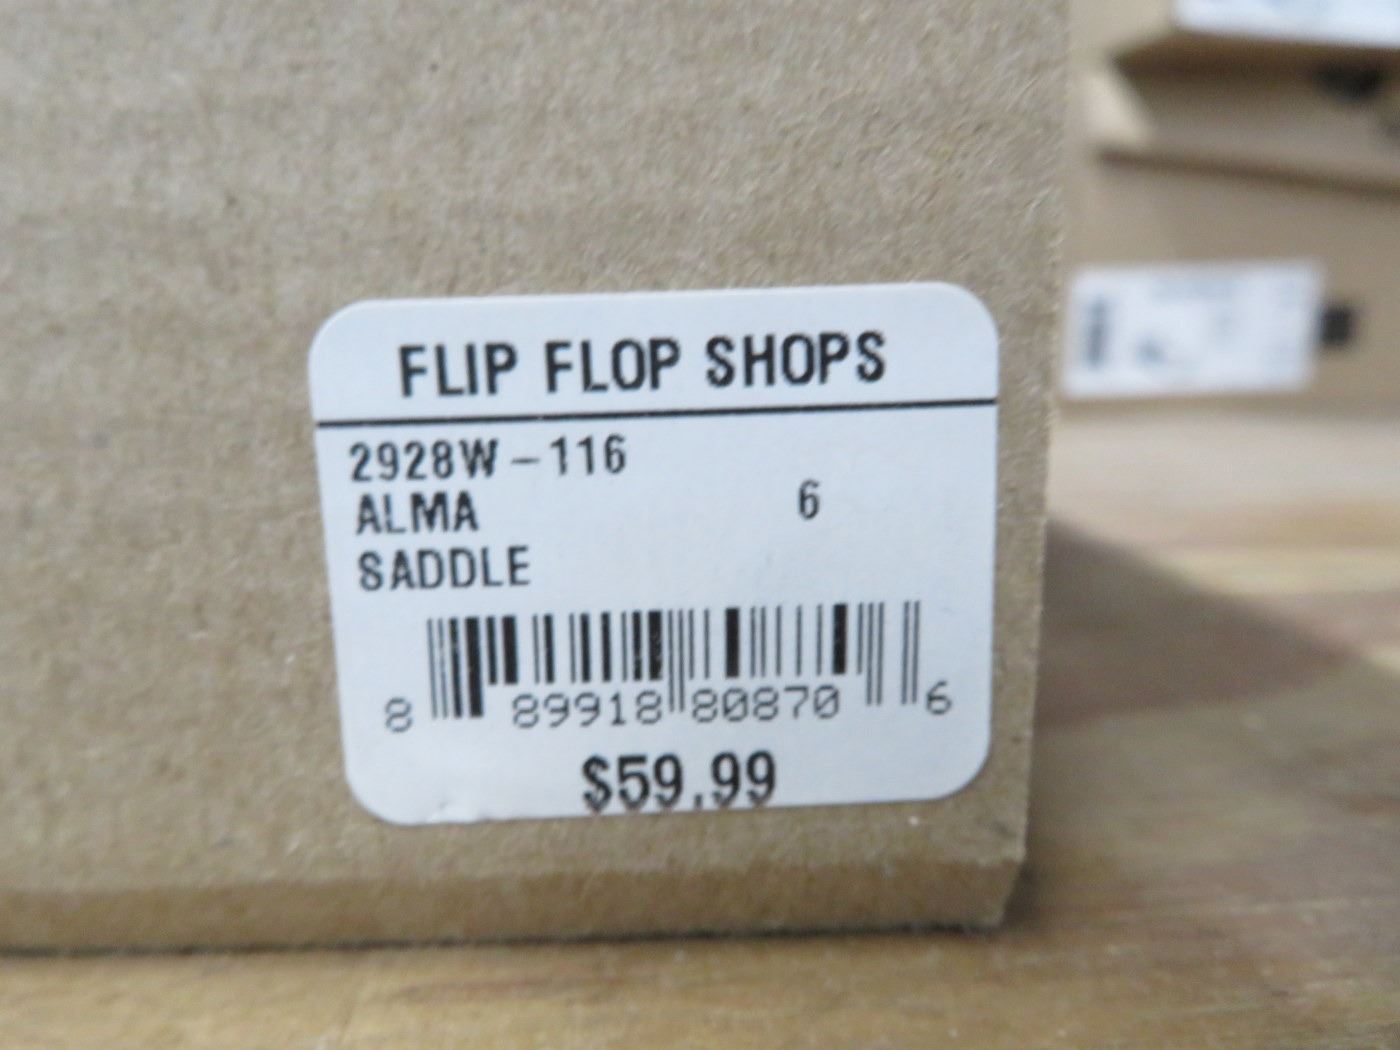 FLIP FLOP SHOPS
2928W-116
ALMA 6
SADDLE
8 89918 80870 6
$59.99